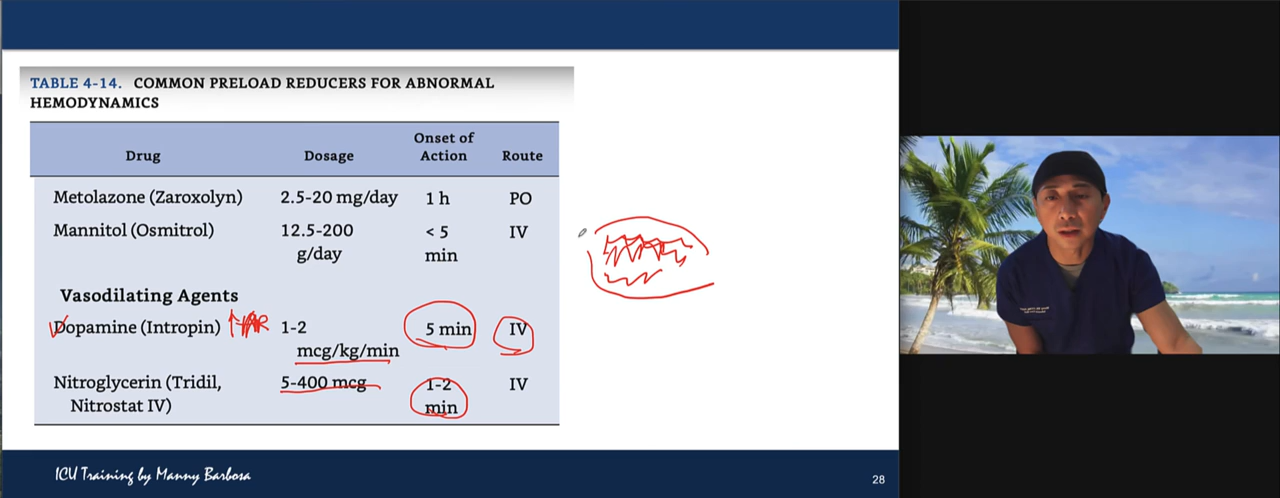 TABLE 4-14. COMMON PRELOAD REDUCERS FOR ABNORMAL
HEMODYNAMICS
Drug Dosage Onset of Action Route
Metolazone (Zaroxolyn) 2.5-20 mg/day 1 h PO
Mannitol (Osmitrol) 12.5-200 < 5 IV
g/day min
Vasodilating Agents
Dopamine (Intropin) 1-2 5 min IV
mcg/kg/min
Nitroglycerin (Tridil, 5-400 mcg 1-2 IV
Nitrostat IV) min
ICU Training by Manny Barbosa
28